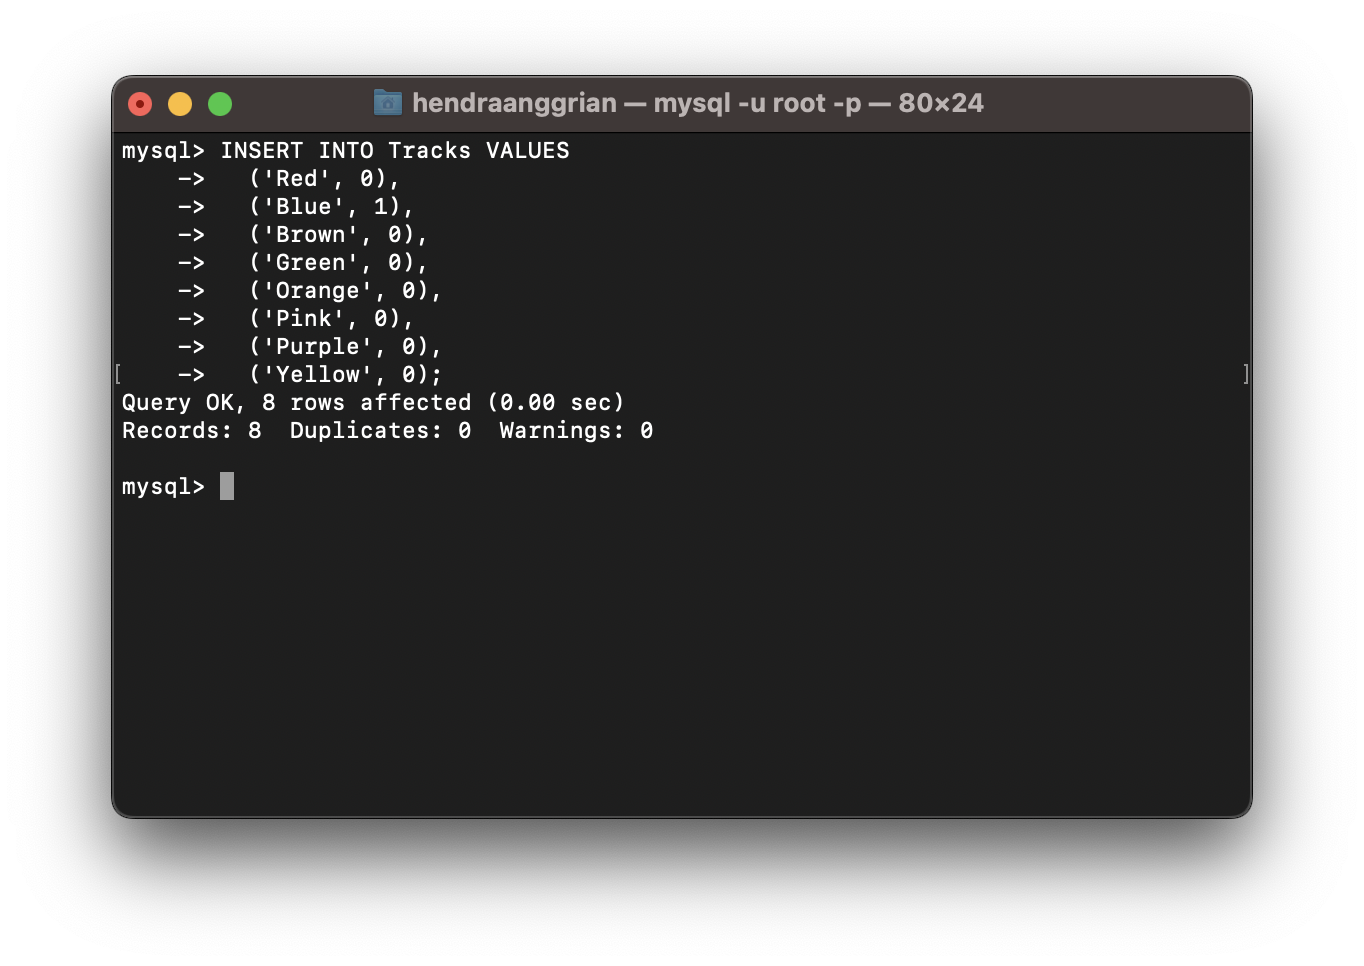 hendraanggrian — mysql -u root -p — 80×24
mysql> INSERT INTO Tracks VALUES
    ->   ('Red', 0),
    ->   ('Blue', 1),
    ->   ('Brown', 0),
    ->   ('Green', 0),
    ->   ('Orange', 0),
    ->   ('Pink', 0),
    ->   ('Purple', 0),
[    ->   ('Yellow', 0); ]
Query OK, 8 rows affected (0.00 sec)
Records: 8  Duplicates: 0  Warnings: 0
mysql>